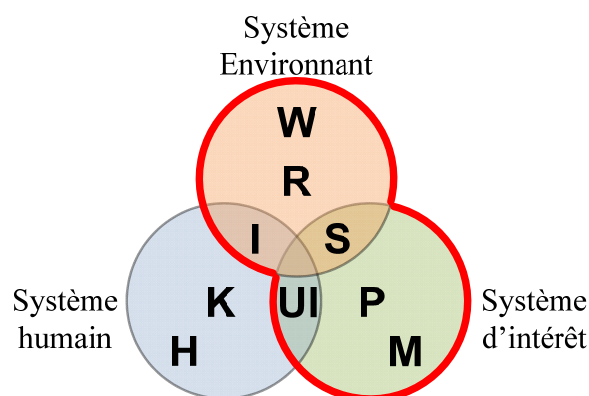 Système
Environnant
W
R
I S
Système
humain
K UI P
H M
Système
d’intérêt